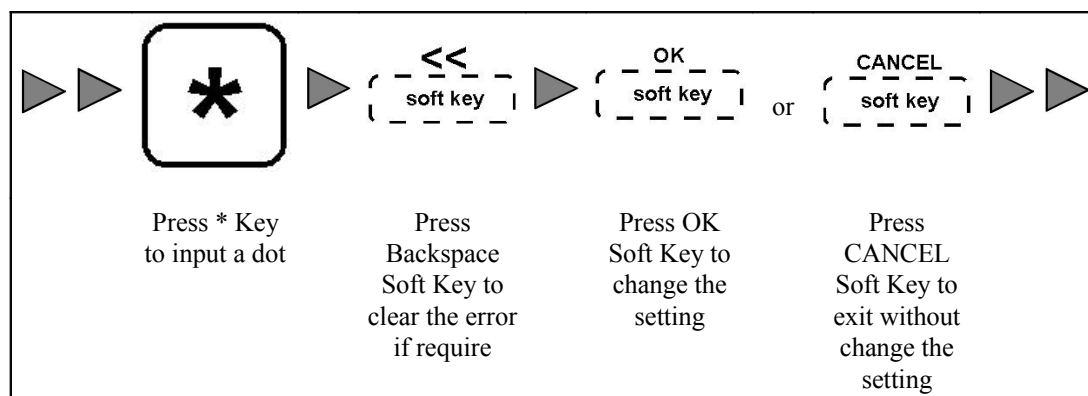 *
<<
soft key
OK
soft key
or
CANCEL
soft key
Press * Key
to input a dot
Press
Backspace
Soft Key to
clear the error
if require
Press OK
Soft Key to
change the
setting
Press
CANCEL
Soft Key to
exit without
change the
setting